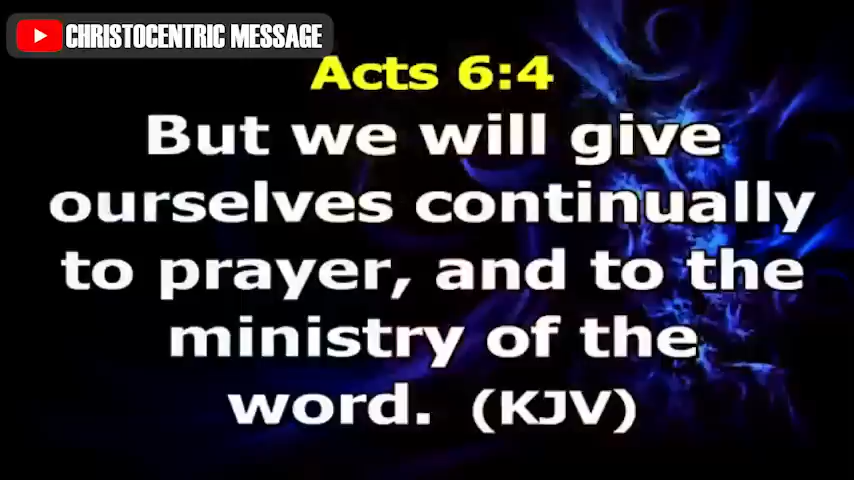 CHRISTOCENTRIC MESSAGE
Acts 6:4
But we will give
ourselves continually
to prayer, and to the
ministry of the
word. (KJV)